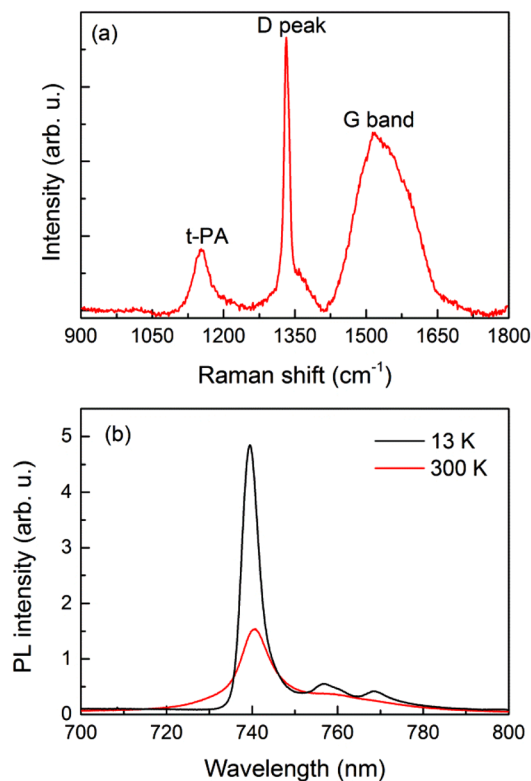 (a)
D peak
G band
t-PA
Intensity (arb. u.)
900 1050 1200 1350 1500 1650 1800
Raman shift (cm⁻¹)
(b)
13 K
300 K
5
4
3
2
1
0
PL intensity (arb. u.)
700 720 740 760 780 800
Wavelength (nm)